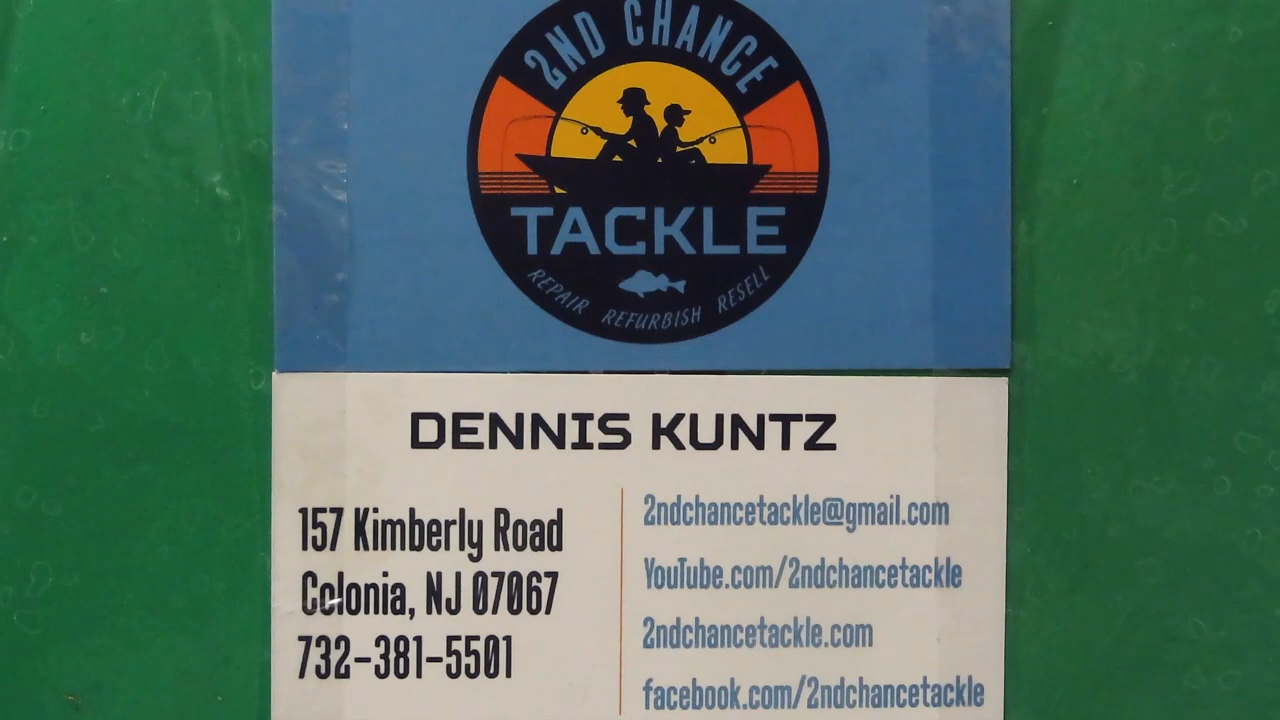 2ND CHANCE
TACKLE
REPAIR REFURBISH RESELL
DENNIS KUNTZ
157 Kimberly Road
Colonia, NJ 07067
732-381-5501
2ndchancetackle@gmail.com
YouTube.com/2ndchancetackle
2ndchancetackle.com
facebook.com/2ndchancetackle